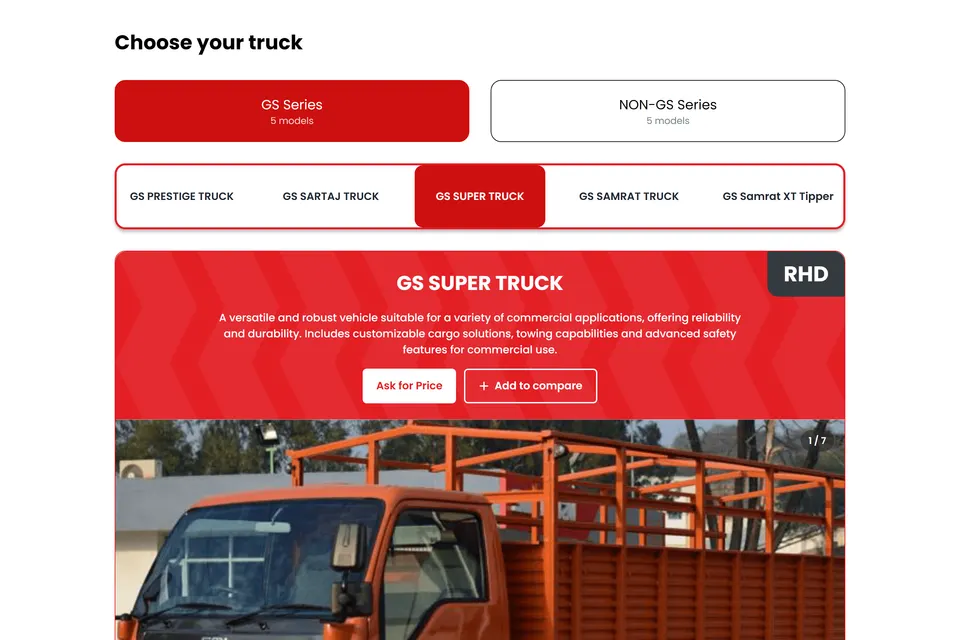 Choose your truck
GS Series
5 models
NON-GS Series
5 models
GS PRESTIGE TRUCK
GS SARTAJ TRUCK
GS SUPER TRUCK
GS SAMRAT TRUCK
GS Samrat XT Tipper
RHD
GS SUPER TRUCK
A versatile and robust vehicle suitable for a variety of commercial applications, offering reliability
and durability. Includes customizable cargo solutions, towing capabilities and advanced safety
features for commercial use.
Ask for Price
+ Add to compare
1 / 7